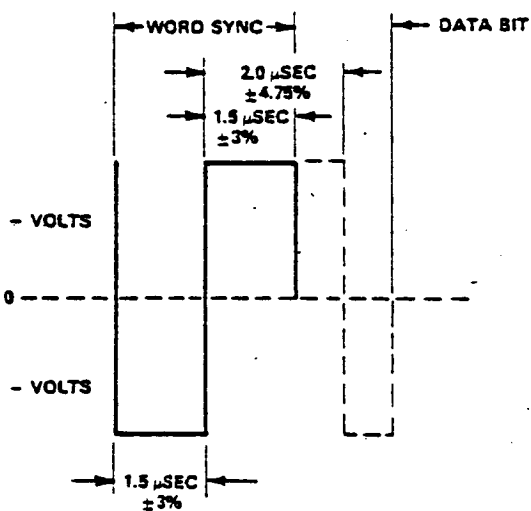 WORD SYNC
DATA BIT
2.0 μSEC
±4.75%
1.5 μSEC
±3%
- VOLTS
0
- VOLTS
1.5 μSEC
±3%